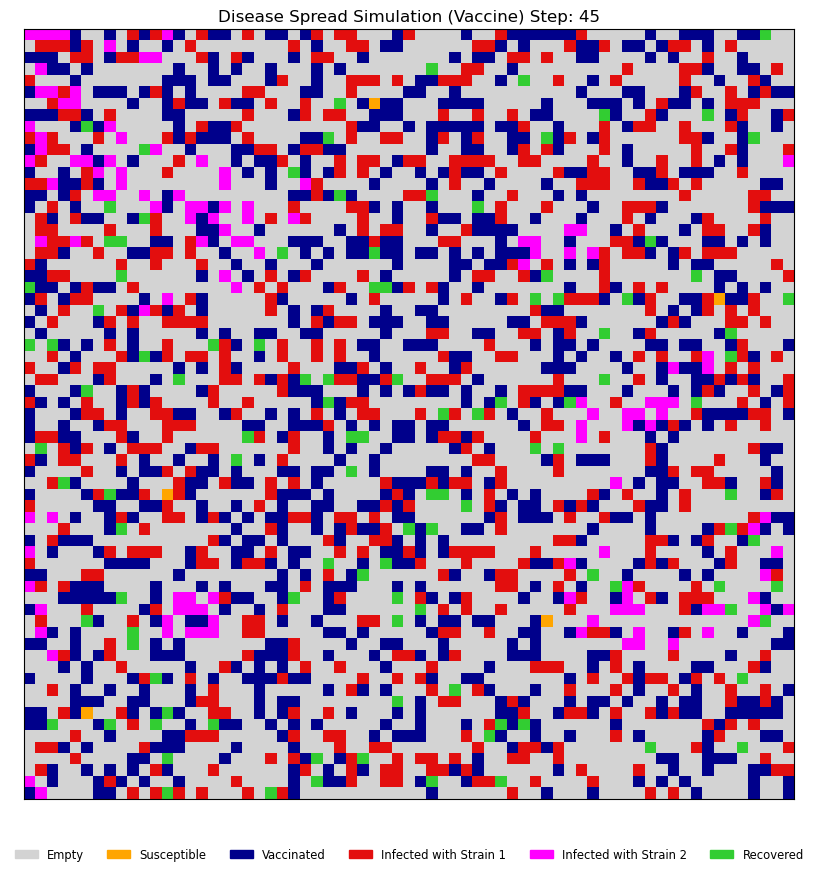 Disease Spread Simulation (Vaccine) Step: 45
Empty Susceptible Vaccinated Infected with Strain 1 Infected with Strain 2 Recovered